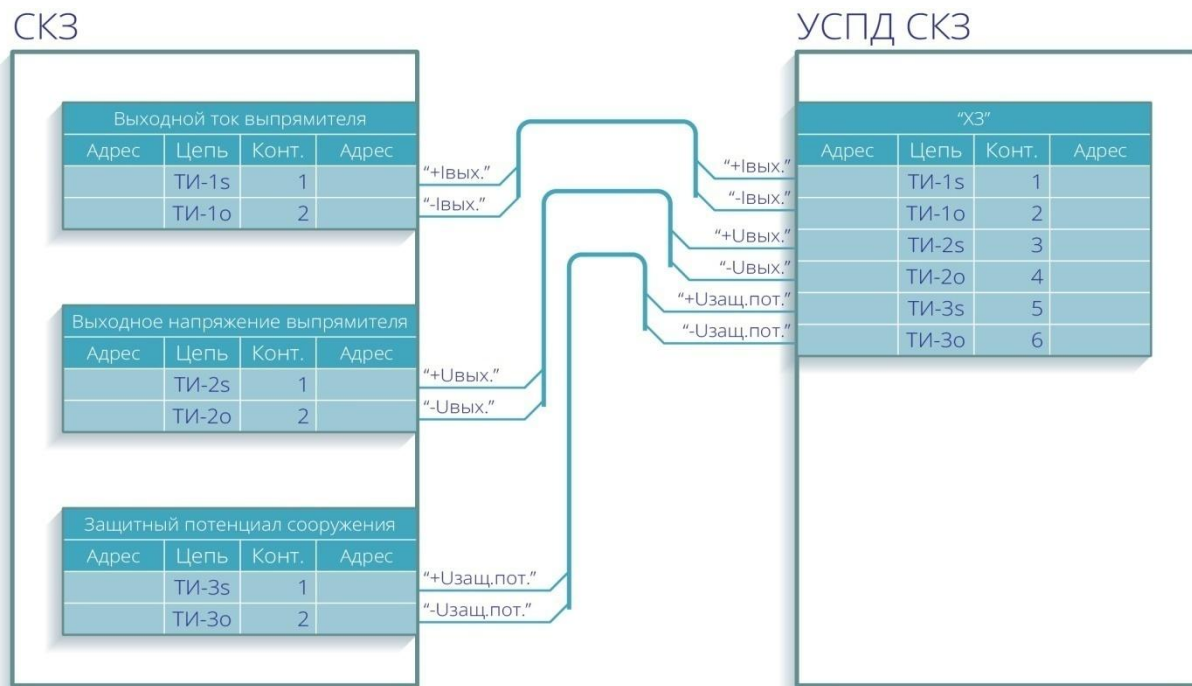 СКЗ
Выходной ток выпрямителя
Адрес Цепь Конт. Адрес
ТИ-1s 1
ТИ-1о 2
"+Iвых."
"-Iвых."
Выходное напряжение выпрямителя
Адрес Цепь Конт. Адрес
ТИ-2s 1
ТИ-2о 2
"+Uвых."
"-Uвых."
Защитный потенциал сооружения
Адрес Цепь Конт. Адрес
ТИ-3s 1
ТИ-3о 2
"+Uзащ.пот."
"-Uзащ.пот."
УСПД СКЗ
"Х3"
Адрес Цепь Конт. Адрес
"+Iвых." ТИ-1s 1
"-Iвых." ТИ-1о 2
"+Uвых." ТИ-2s 3
"-Uвых." ТИ-2о 4
"+Uзащ.пот." ТИ-3s 5
"-Uзащ.пот." ТИ-3о 6